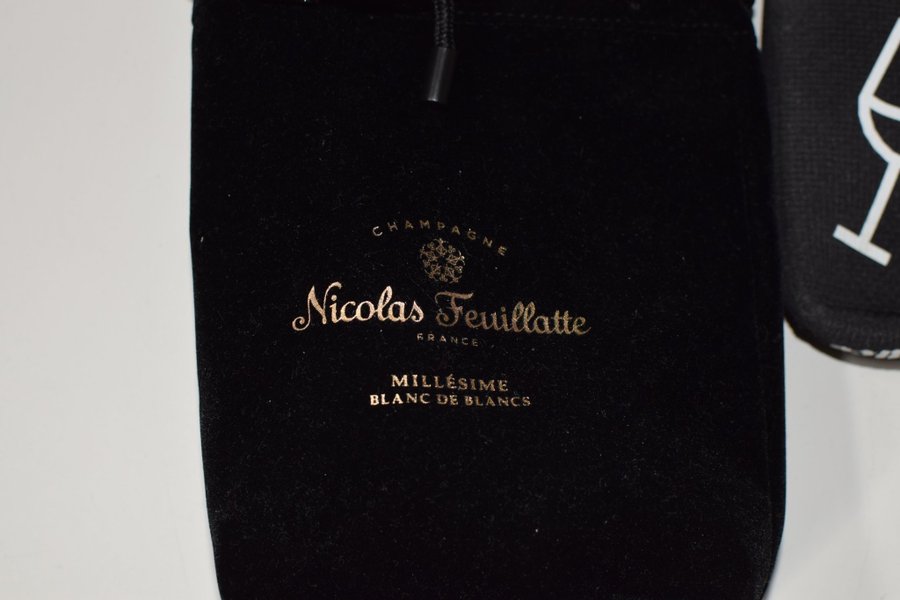 CHAMPAGNE
Nicolas Feuillatte
FRANCE
MILLÉSIME
BLANC DE BLANCS